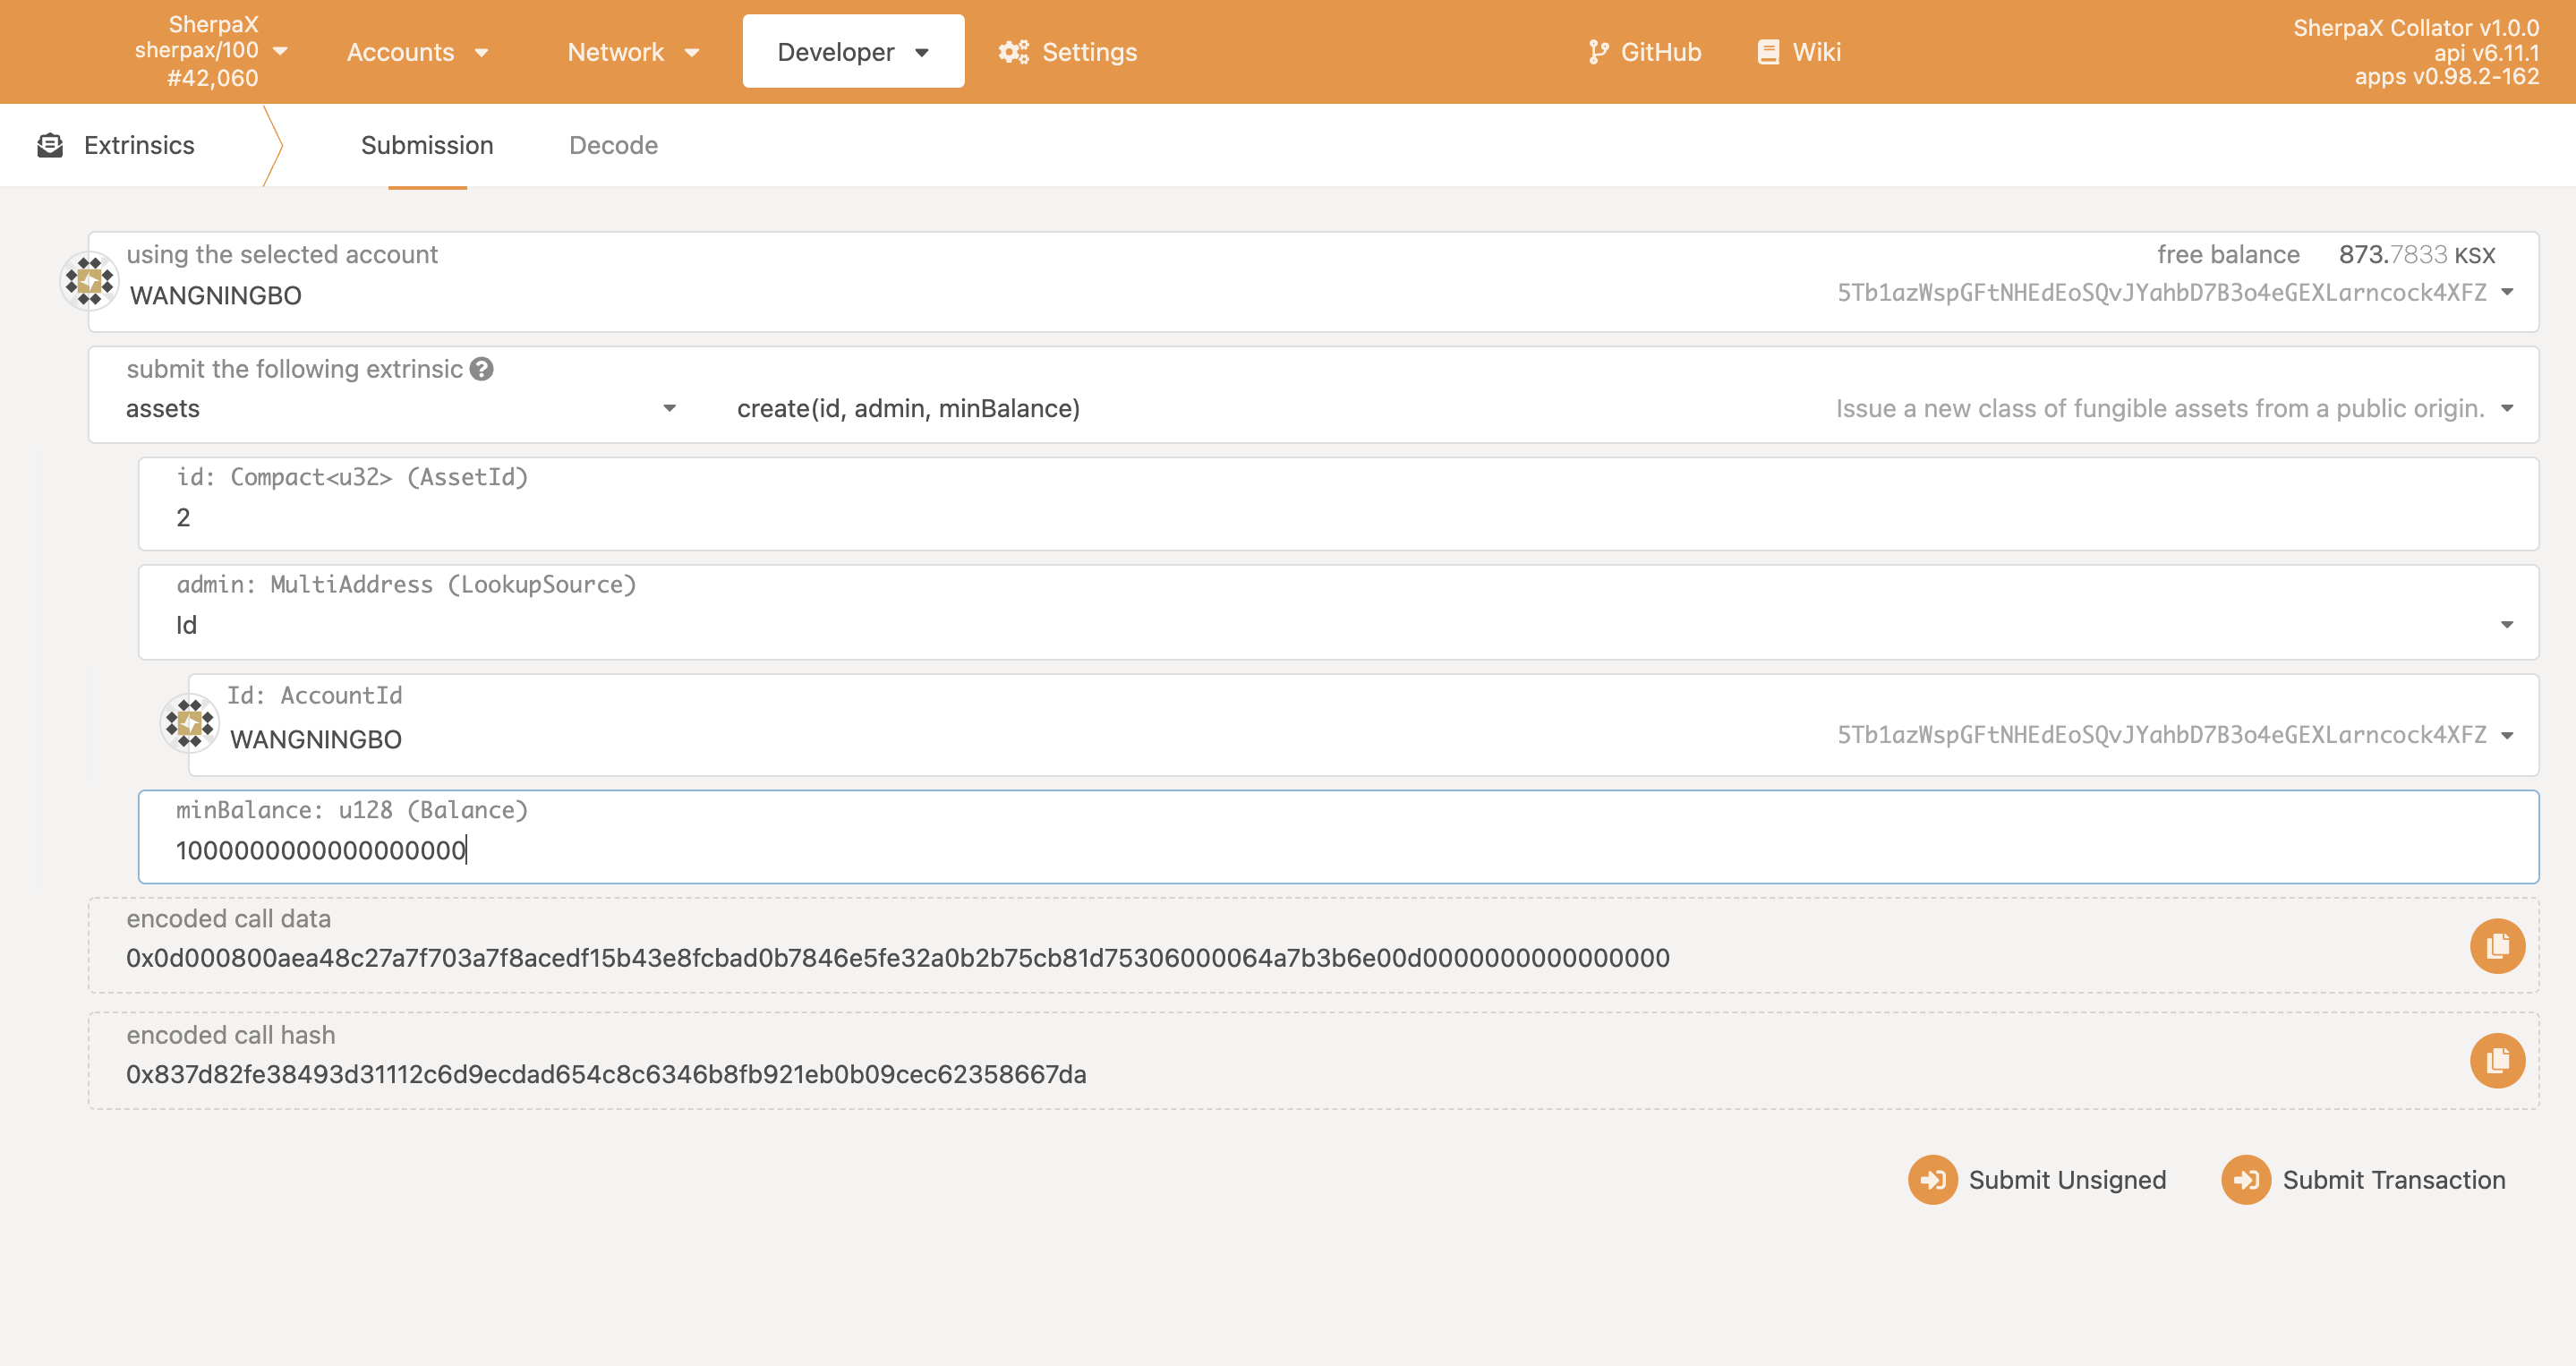 SherpaX
sherpax/100
#42,060
Accounts
Network
Developer
Settings
GitHub
Wiki
SherpaX Collator v1.0.0
api v6.11.1
apps v0.98.2-162
Extrinsics
Submission
Decode
using the selected account
WANGNINGBO
free balance 873.7833 KSX
5Tb1azWspGFtNHEdEoSQvJYahbD7B3o4eGEXLarncock4XFZ
submit the following extrinsic ?
assets
create(id, admin, minBalance)
Issue a new class of fungible assets from a public origin.
id: Compact<u32> (AssetId)
2
admin: MultiAddress (LookupSource)
Id
Id: AccountId
WANGNINGBO
5Tb1azWspGFtNHEdEoSQvJYahbD7B3o4eGEXLarncock4XFZ
minBalance: u128 (Balance)
1000000000000000000
encoded call data
0x0d000800aea48c27a7f703a7f8acedf15b43e8fcbad0b7846e5fe32a0b2b75cb81d75306000064a7b3b6e00d0000000000000000
encoded call hash
0x837d82fe38493d31112c6d9ecdad654c8c6346b8fb921eb0b09cec62358667da
Submit Unsigned
Submit Transaction